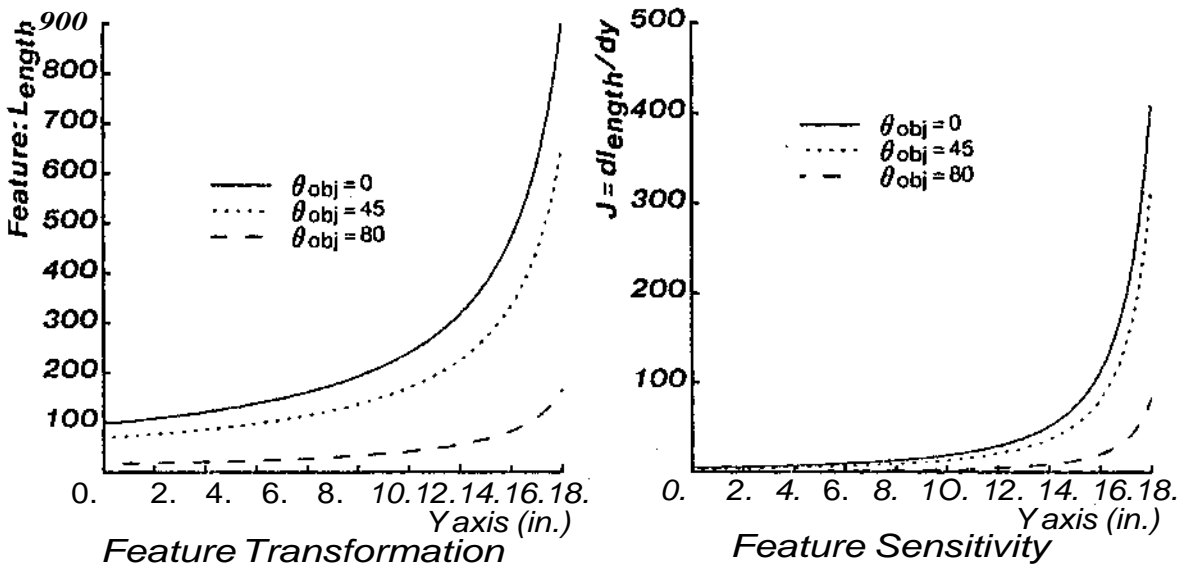 Feature: Length
900
800
700
600
500
400
300
200
100
θobj = 0
θobj = 45
θobj = 80
0. 2. 4. 6. 8. 10. 12. 14. 16. 18.
Y axis (in.)
Feature Transformation
J = dlength/dy
500
400
300
200
100
θobj = 0
θobj = 45
θobj = 80
0. 2. 4. 6. 8. 10. 12. 14. 16. 18.
Y axis (in.)
Feature Sensitivity